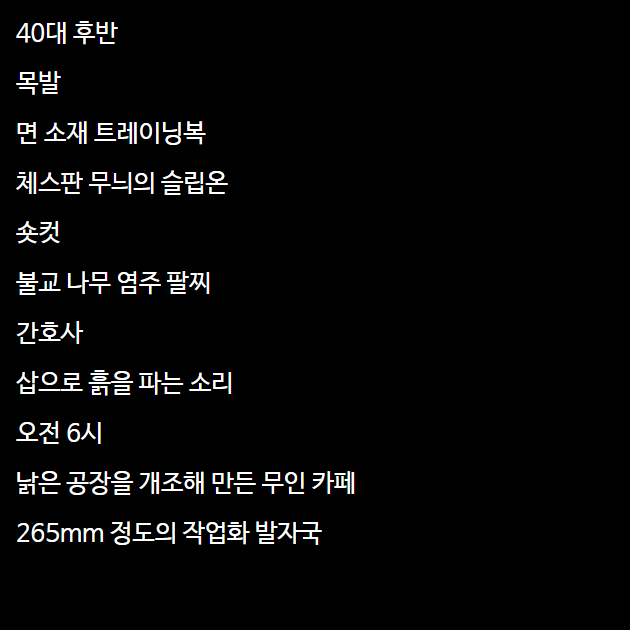 40대 후반
목발
면 소재 트레이닝복
체스판 무늬의 슬립온
숏컷
불교 나무 염주 팔찌
간호사
삽으로 흙을 파는 소리
오전 6시
낡은 공장을 개조해 만든 무인 카페
265mm 정도의 작업화 발자국